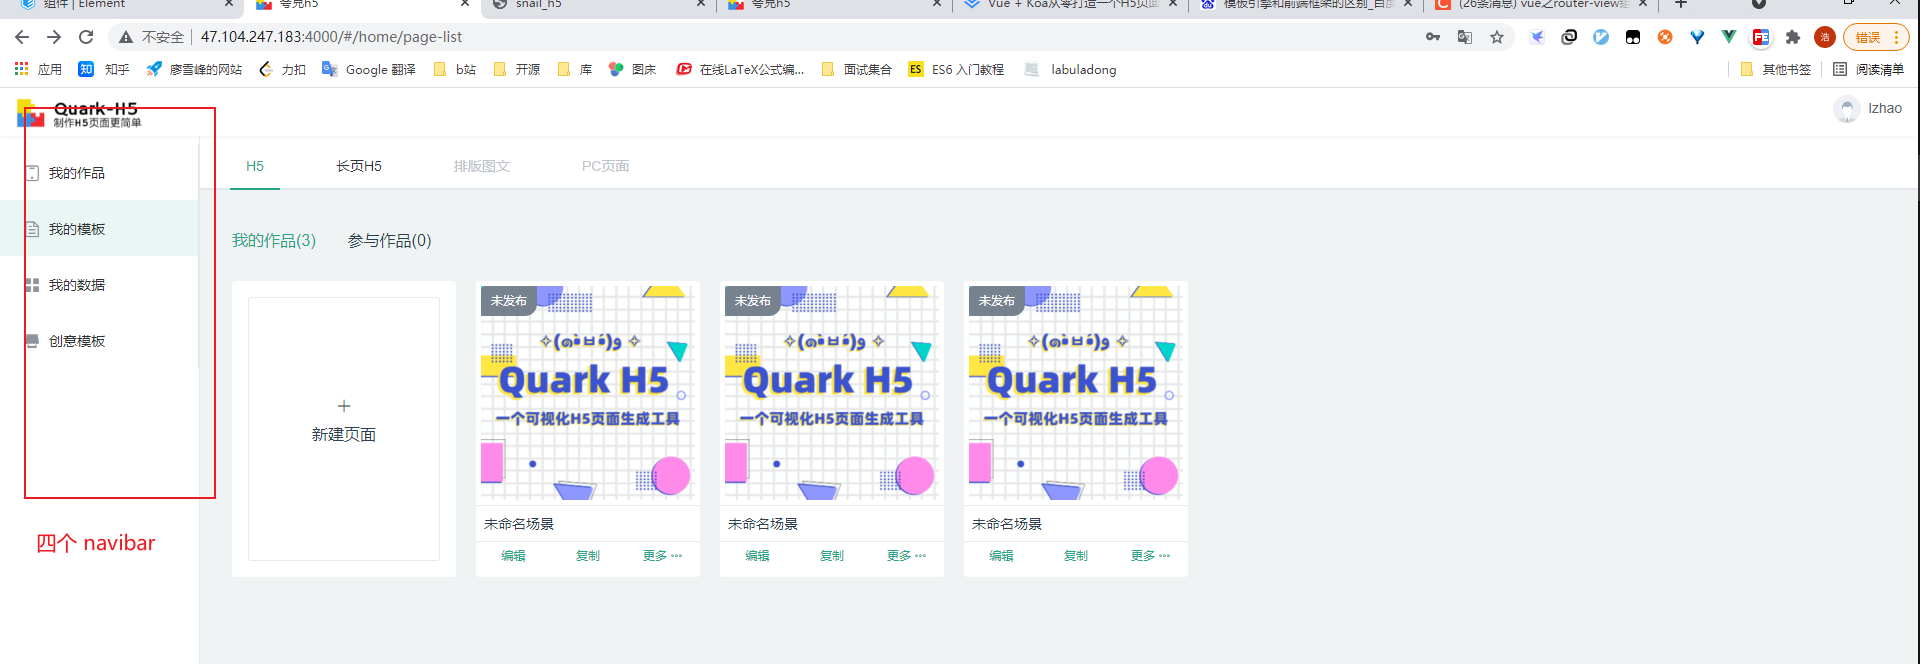 组件 | Element
夸克h5
snail_h5
夸克h5
Vue + Koa从零打造一个H5页面
模板引擎和前端框架的区别_百度
(26条消息) vue之router-view组
不安全
47.104.247.183:4000/#/home/page-list
错误
应用
知乎
廖雪峰的网站
力扣
Google 翻译
b站
开源
库
图床
在线LaTeX公式编...
面试集合
ES6 入门教程
labuladong
其他书签
阅读清单
Quark-H5
制作H5页面更简单
lzhao
我的作品
我的模板
我的数据
创意模板
四个 navibar
H5
长页H5
排版图文
PC页面
我的作品(3)
参与作品(0)
+
新建页面
未发布
Quark H5
一个可视化H5页面生成工具
未命名场景
编辑
复制
更多 ···
未发布
Quark H5
一个可视化H5页面生成工具
未命名场景
编辑
复制
更多 ···
未发布
Quark H5
一个可视化H5页面生成工具
未命名场景
编辑
复制
更多 ···